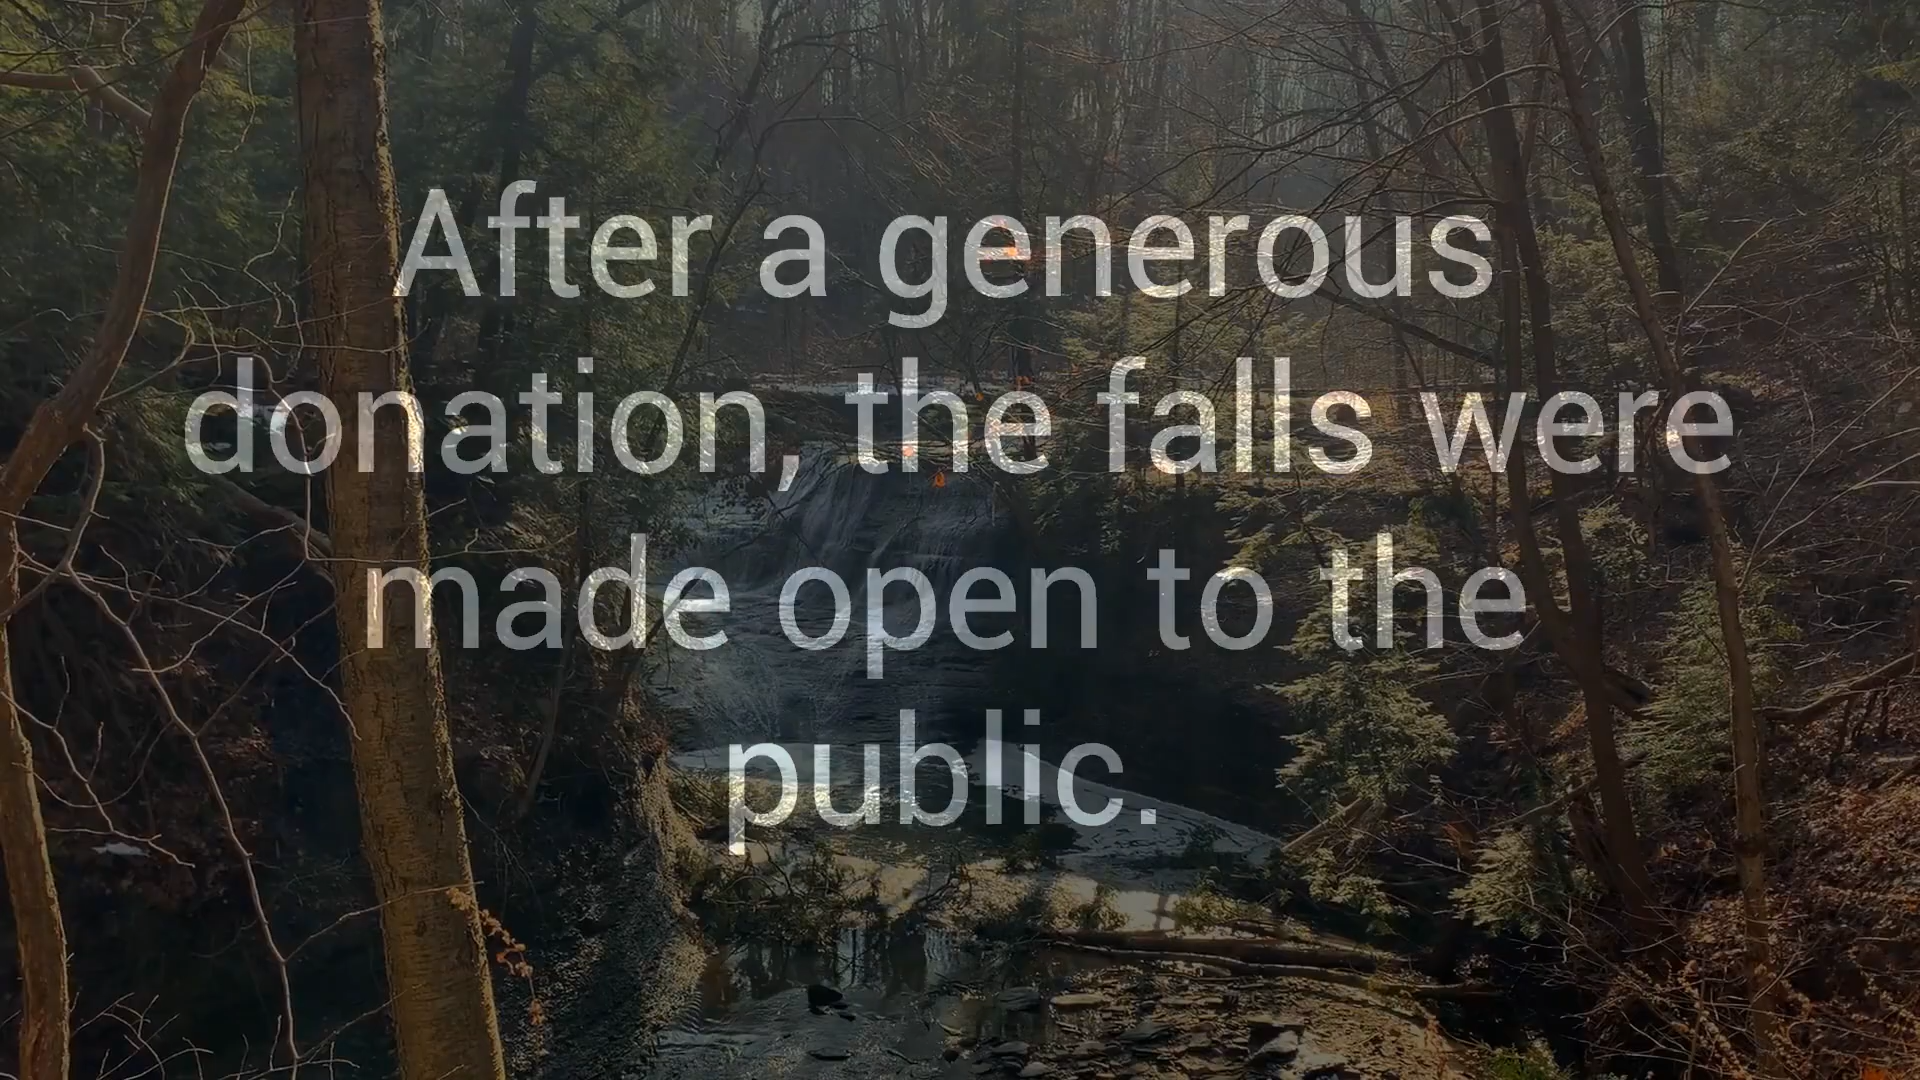 After a generous
donation, the falls were
made open to the
public.